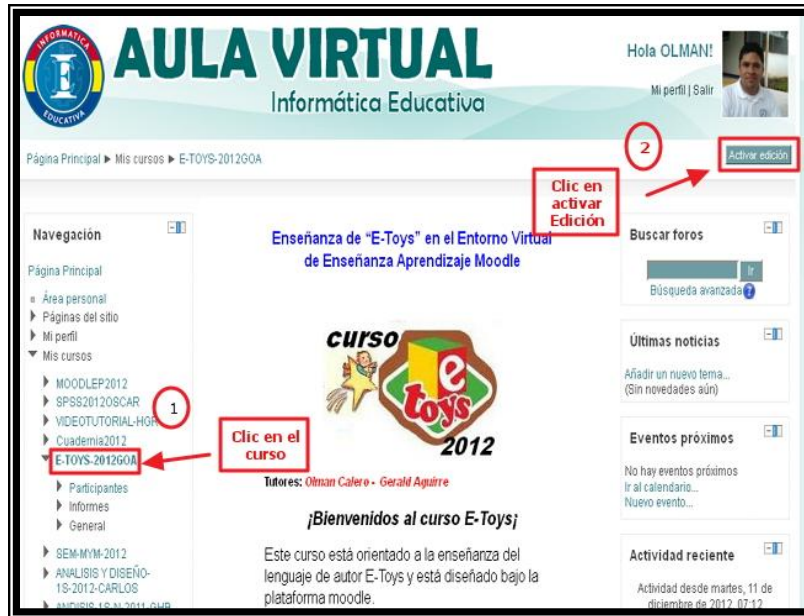 INFORMATICA
EDUCATIVA
AULA VIRTUAL
Informática Educativa
Hola OLMAN!
Mi perfil | Salir
Página Principal ► Mis cursos ► E-TOYS-2012GOA
2
Activar edición
Clic en
activar
Edición
Navegación
Página Principal
Área personal
Páginas del sitio
Mi perfil
Mis cursos
MOODLEP2012
SPSS2012OSCAR
VIDEOTUTORIAL-HGR
Cuadernia2012
E-TOYS-2012GOA
Participantes
Informes
General
SEM-MYM-2012
ANALISIS Y DISEÑO-
1S-2012-CARLOS
ANDISIS-1S-N-2011-GHB
1
Clic en el
curso
Enseñanza de "E-Toys" en el Entorno Virtual
de Enseñanza Aprendizaje Moodle
curso
e
toys
2012
Tutores: Olman Calero - Gerald Aguirre
¡Bienvenidos al curso E-Toys¡
Este curso está orientado a la enseñanza del
lenguaje de autor E-Toys y está diseñado bajo la
plataforma moodle.
Buscar foros
Ir
Búsqueda avanzada ?
Últimas noticias
Añadir un nuevo tema...
(Sin novedades aún)
Eventos próximos
No hay eventos próximos
Ir al calendario...
Nuevo evento...
Actividad reciente
Actividad desde martes, 11 de
diciembre de 2012, 07:12